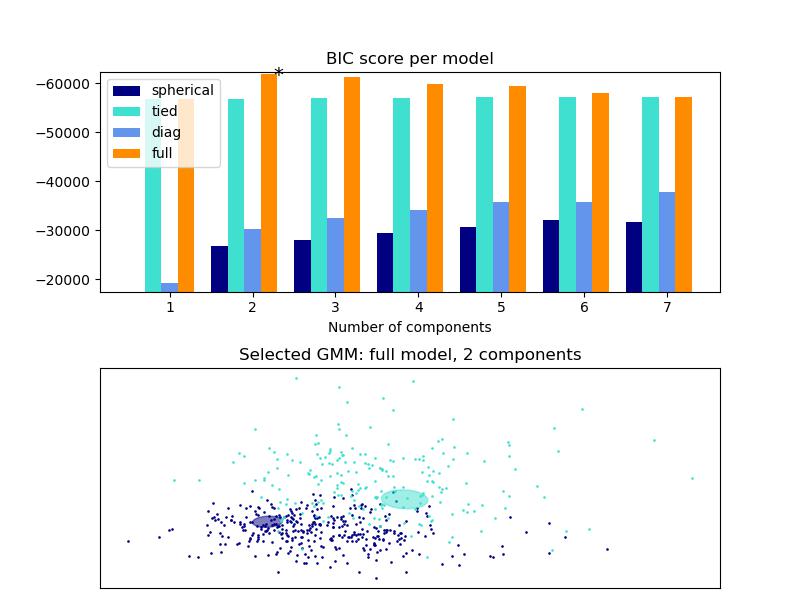 BIC score per model
*
−60000
−50000
−40000
−30000
−20000
spherical
tied
diag
full
1 2 3 4 5 6 7
Number of components
Selected GMM: full model, 2 components